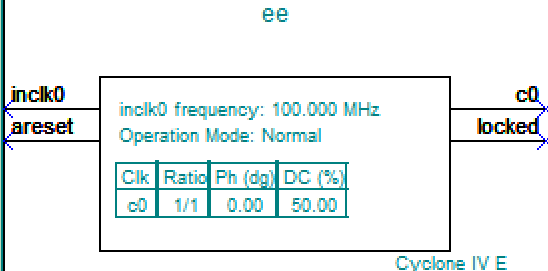 ee
inclk0
areset
inclk0 frequency: 100.000 MHz
Operation Mode: Normal
Clk Ratio Ph (dg) DC (%)
c0 1/1 0.00 50.00
c0
locked
Cyclone IV E